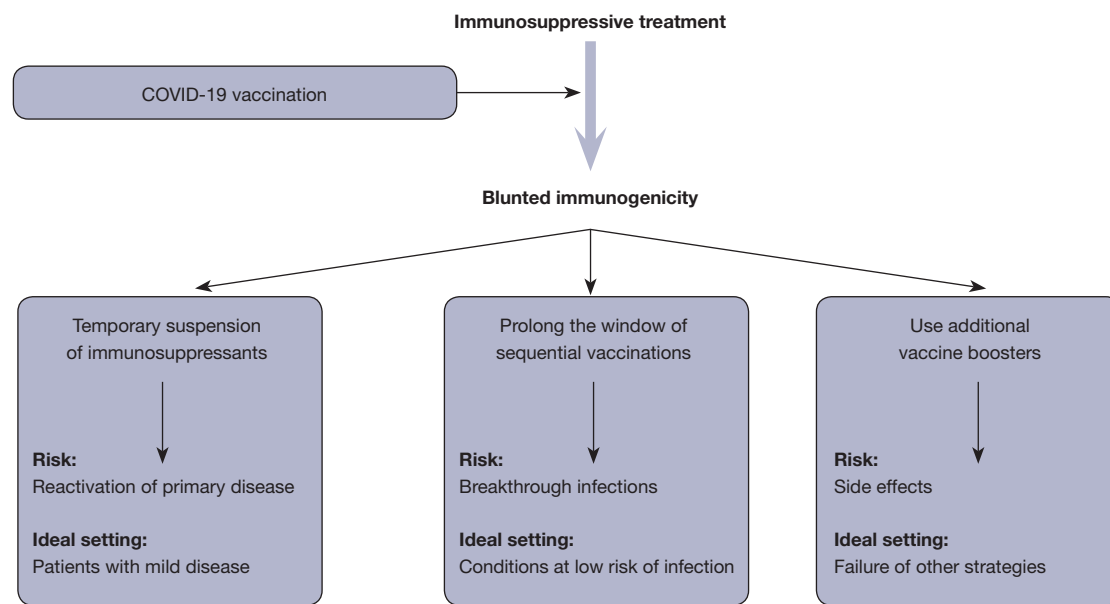 Immunosuppressive treatment
COVID-19 vaccination
Blunted immunogenicity
Temporary suspension
of immunosuppressants
Risk:
Reactivation of primary disease
Ideal setting:
Patients with mild disease
Prolong the window of
sequential vaccinations
Risk:
Breakthrough infections
Ideal setting:
Conditions at low risk of infection
Use additional
vaccine boosters
Risk:
Side effects
Ideal setting:
Failure of other strategies